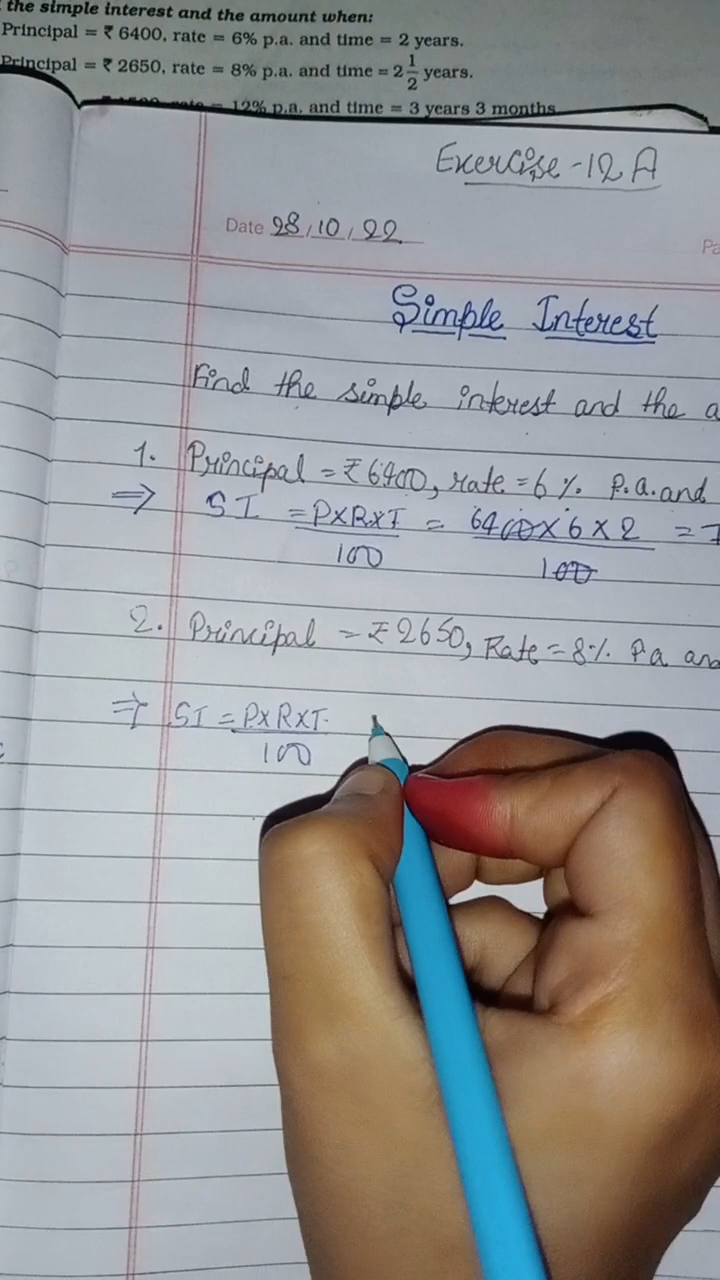 the simple interest and the amount when:
Principal = ₹ 6400, rate = 6% p.a. and time = 2 years.
Principal = ₹ 2650, rate = 8% p.a. and time = 2 1/2 years.
12% p.a. and time = 3 years 3 months
Exercise - 12 A
Date 28/10/22
Simple Interest
Find the simple interest and the
1. Principal = ₹6400, rate = 6 % P.a. and
⇒ SI = P×R×T/100 = 6400×6×2/100 =
2. Principal = ₹2650, Rate = 8% Pa and
⇒ SI = P×R×T/100